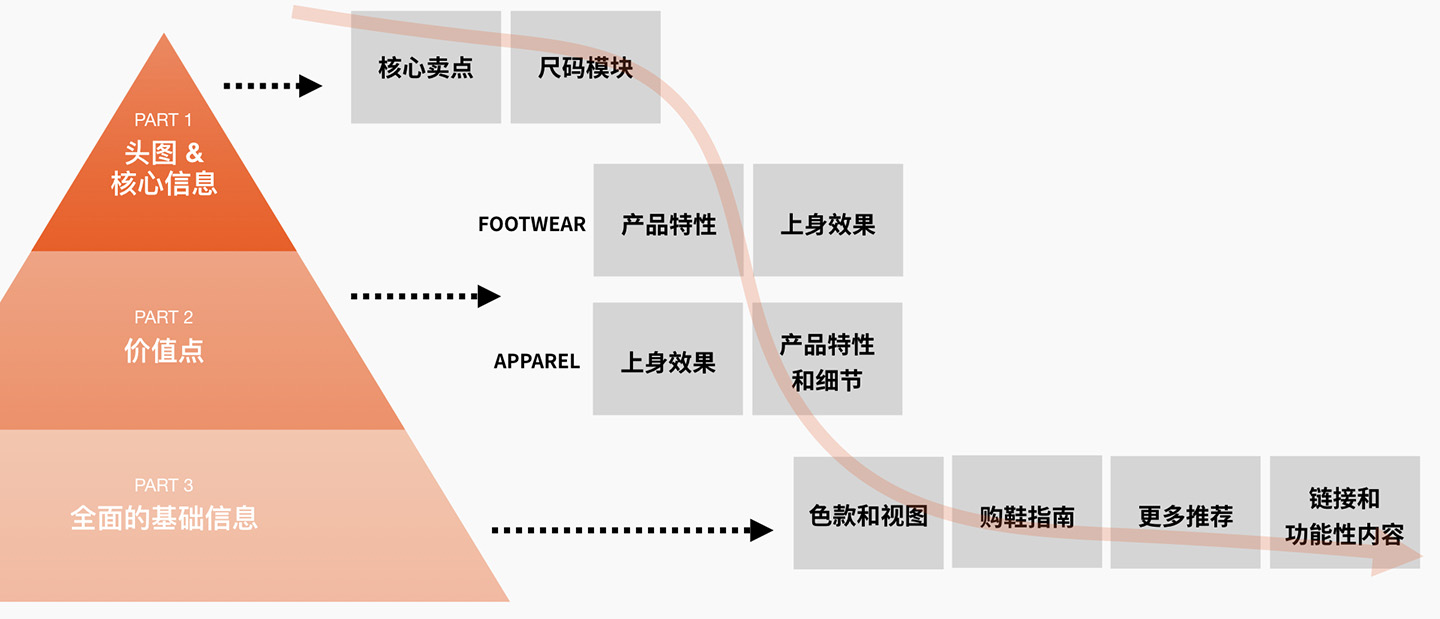 PART 1
头图 &
核心信息
核心卖点
尺码模块
PART 2
价值点
FOOTWEAR
产品特性
上身效果
APPAREL
上身效果
产品特性
和细节
PART 3
全面的基础信息
色款和视图
购鞋指南
更多推荐
链接和
功能性内容